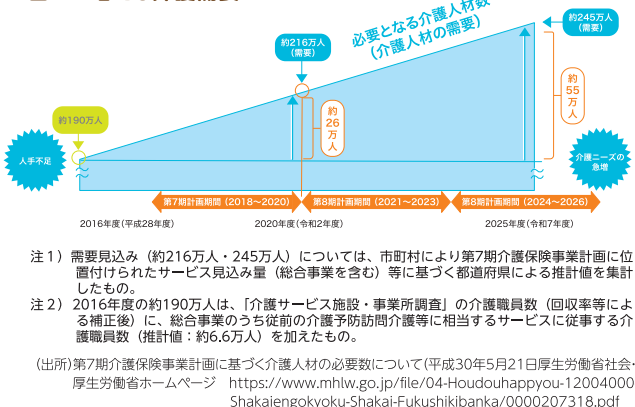 約245万人
（需要）
必要となる介護人材数
（介護人材の需要）
約216万人
（需要）
約
55
万
人
約190万人
約
26
万
人
人手不足
介護ニーズの
急増
第7期計画期間（2018〜2020）
第8期計画期間（2021〜2023）
第8期計画期間（2024〜2026）
2016年度（平成28年度）
2020年度（令和2年度）
2025年度（令和7年度）
注１）需要見込み（約216万人・245万人）については、市町村により第7期介護保険事業計画に位
置付けられたサービス見込み量（総合事業を含む）等に基づく都道府県による推計値を集計
したもの。
注２）2016年度の約190万人は、「介護サービス施設・事業所調査」の介護職員数（回収率等によ
る補正後）に、総合事業のうち従前の介護予防訪問介護等に相当するサービスに従事する介
護職員数（推計値：約6.6万人）を加えたもの。
（出所）第7期介護保険事業計画に基づく介護人材の必要数について（平成30年5月21日厚生労働省社会・
厚生労働省ホームページ　https://www.mhlw.go.jp/file/04-Houdouhappyou-12004000
Shakaiengokyoku-Shakai-Fukushikibanka/0000207318.pdf